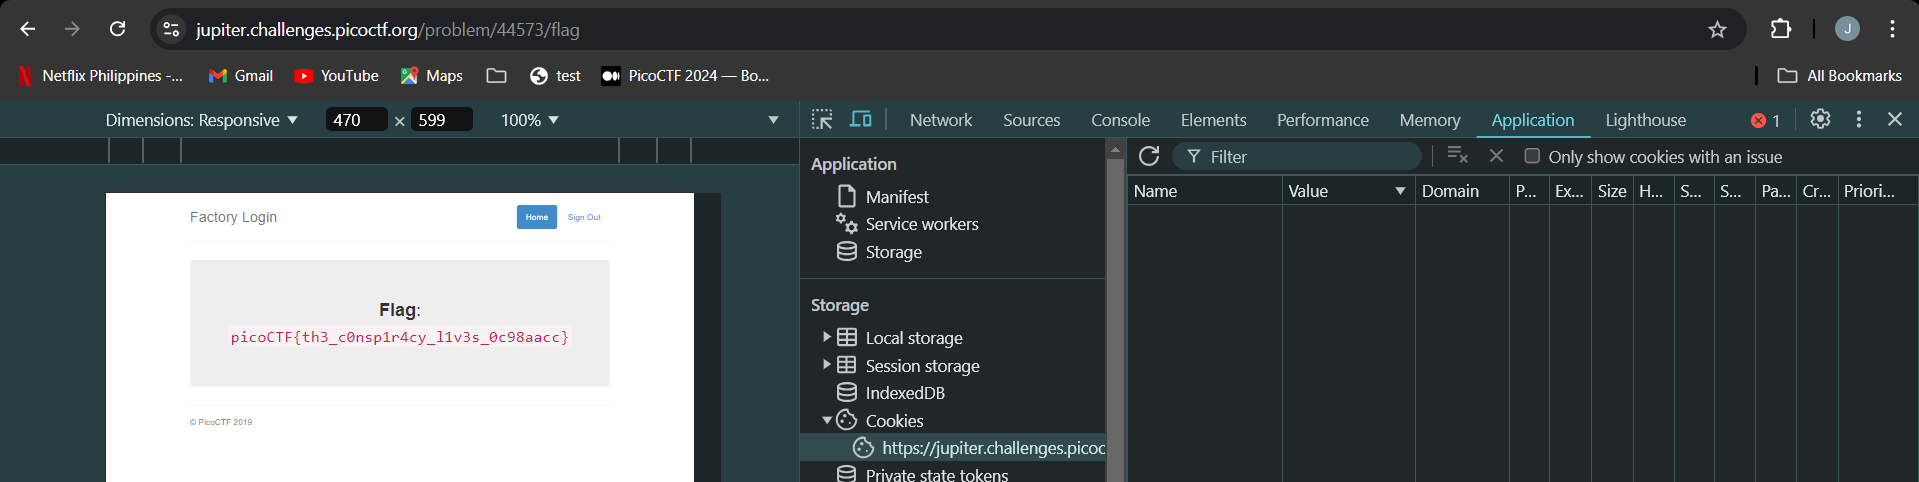 jupiter.challenges.picoctf.org/problem/44573/flag
J
Netflix Philippines -... Gmail YouTube Maps test PicoCTF 2024 — Bo... All Bookmarks
Dimensions: Responsive 470 × 599 100%
Network Sources Console Elements Performance Memory Application Lighthouse 1
Filter Only show cookies with an issue
Name Value Domain P... Ex... Size H... S... S... Pa... Cr... Priori...
Application
Manifest
Service workers
Storage
Storage
Local storage
Session storage
IndexedDB
Cookies
https://jupiter.challenges.picoc
Private state tokens
Factory Login Home Sign Out
Flag:
picoCTF{th3_c0nsp1r4cy_l1v3s_0c98aacc}
© PicoCTF 2019